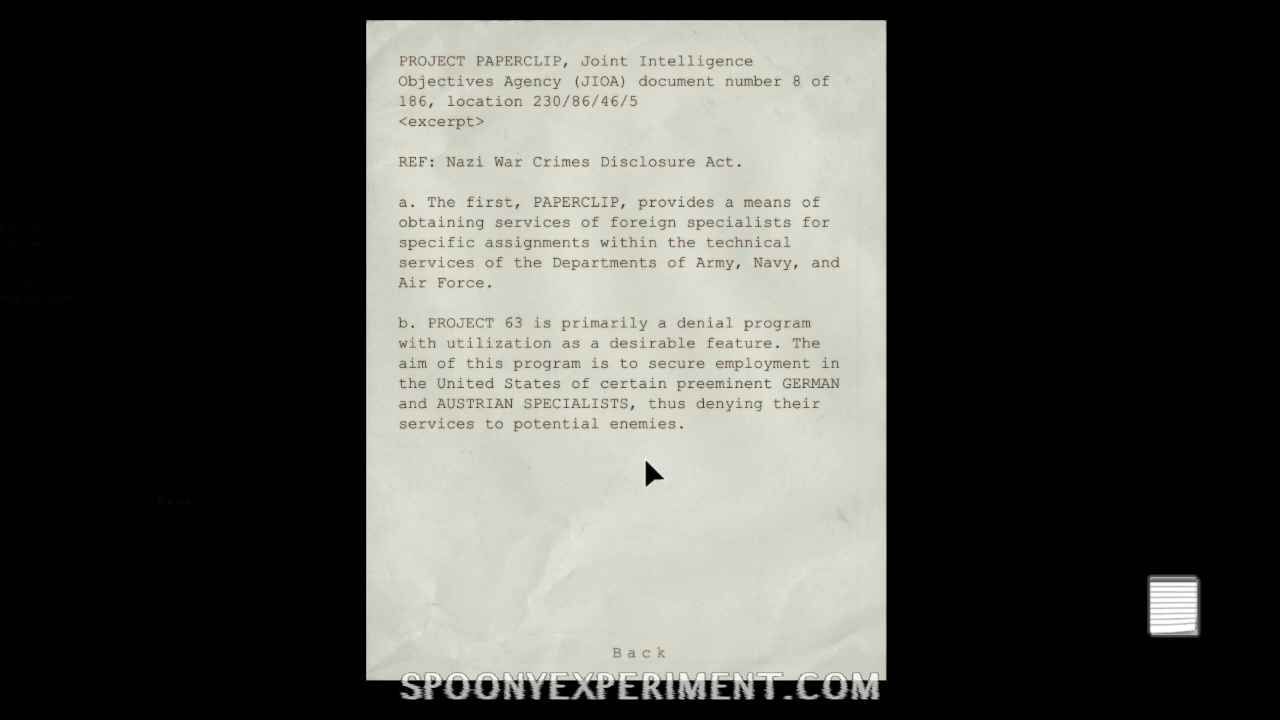 PROJECT PAPERCLIP, Joint Intelligence
Objectives Agency (JIOA) document number 8 of
186, location 230/86/46/5
<excerpt>
REF: Nazi War Crimes Disclosure Act.
a. The first, PAPERCLIP, provides a means of
obtaining services of foreign specialists for
specific assignments within the technical
services of the Departments of Army, Navy, and
Air Force.
b. PROJECT 63 is primarily a denial program
with utilization as a desirable feature. The
aim of this program is to secure employment in
the United States of certain preeminent GERMAN
and AUSTRIAN SPECIALISTS, thus denying their
services to potential enemies.
Back
SPOONYEXPERIMENT.COM